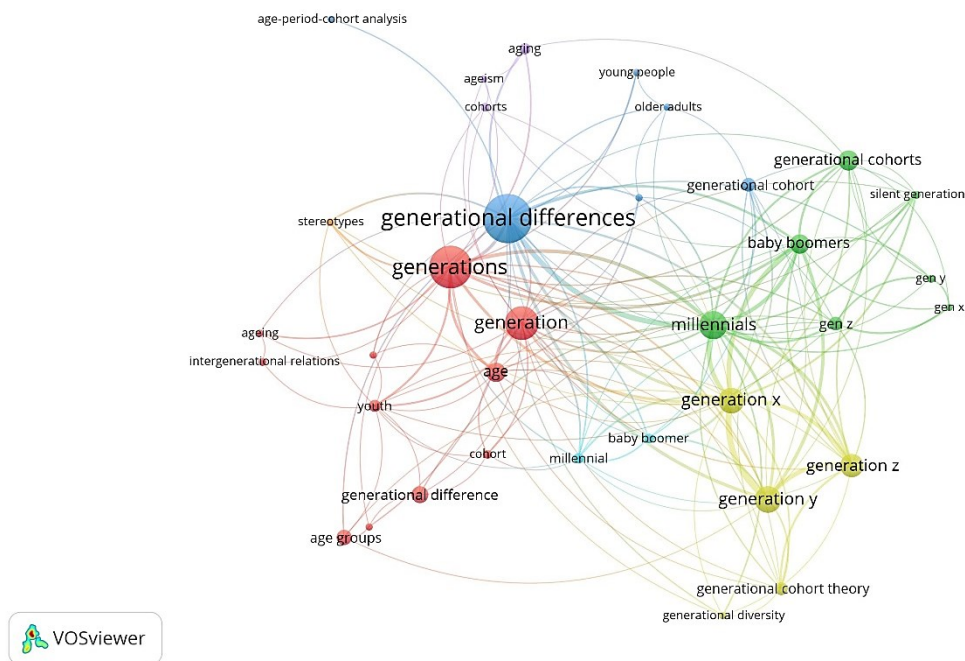 age-period-cohort analysis
aging
young people
ageism
cohorts
older adults
generational cohorts
generational cohort
silent generation
generational differences
stereotypes
baby boomers
generations
gen y
gen x
generation
millennials
gen z
ageing
intergenerational relations
age
generation x
youth
baby boomer
cohort
millennial
generation z
generational difference
generation y
age groups
generational cohort theory
generational diversity
VOSviewer